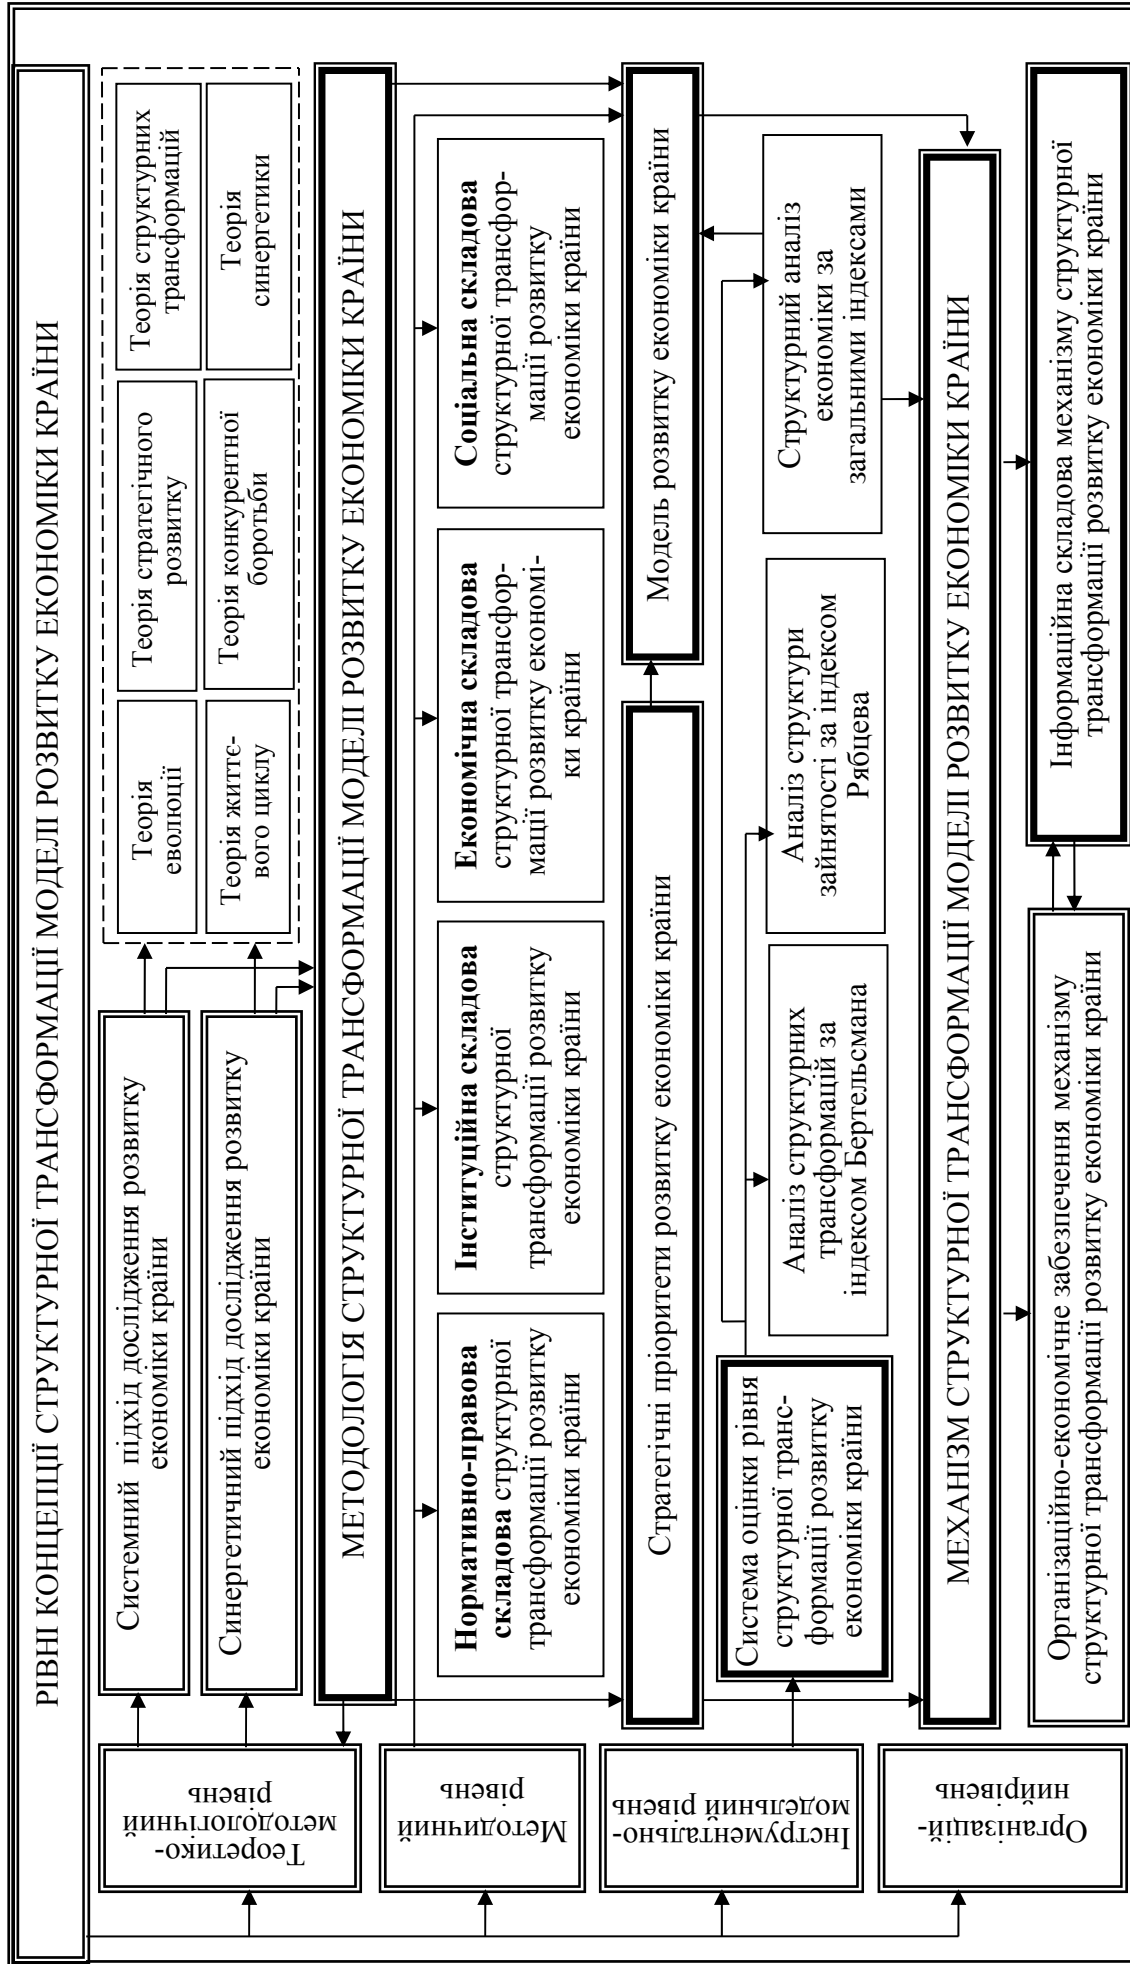 РІВНІ КОНЦЕПЦІЇ СТРУКТУРНОЇ ТРАНСФОРМАЦІЇ МОДЕЛІ РОЗВИТКУ ЕКОНОМІКИ КРАЇНИ
Теоретико-
методологічний
рівень
Системний підхід дослідження розвитку
економіки країни
Синергетичний підхід дослідження розвитку
економіки країни
Теорія
еволюції
Теорія стратегічного
розвитку
Теорія структурних
трансформацій
Теорія життє-
вого циклу
Теорія конкурентної
боротьби
Теорія
синергетики
МЕТОДОЛОГІЯ СТРУКТУРНОЇ ТРАНСФОРМАЦІЇ МОДЕЛІ РОЗВИТКУ ЕКОНОМІКИ КРАЇНИ
Методичний
рівень
Нормативно-правова
складова структурної
трансформації розвитку
економіки країни
Інституційна складова
структурної
трансформації розвитку
економіки країни
Економічна складова
структурної трансфор-
мації розвитку економі-
ки країни
Соціальна складова
структурної трансфор-
мації розвитку
економіки країни
Стратегічні пріоритети розвитку економіки країни
Модель розвитку економіки країни
Інструментально-
модельний рівень
Система оцінки рівня
структурної транс-
формації розвитку
економіки країни
Аналіз структурних
трансформацій за
індексом Бертельсмана
Аналіз структури
зайнятості за індексом
Рябцева
Структурний аналіз
економіки за
загальними індексами
МЕХАНІЗМ СТРУКТУРНОЇ ТРАНСФОРМАЦІЇ МОДЕЛІ РОЗВИТКУ ЕКОНОМІКИ КРАЇНИ
Організацій-
нийрівень
Організаційно-економічне забезпечення механізму
структурної трансформації розвитку економіки країни
Інформаційна складова механізму структурної
трансформації розвитку економіки країни